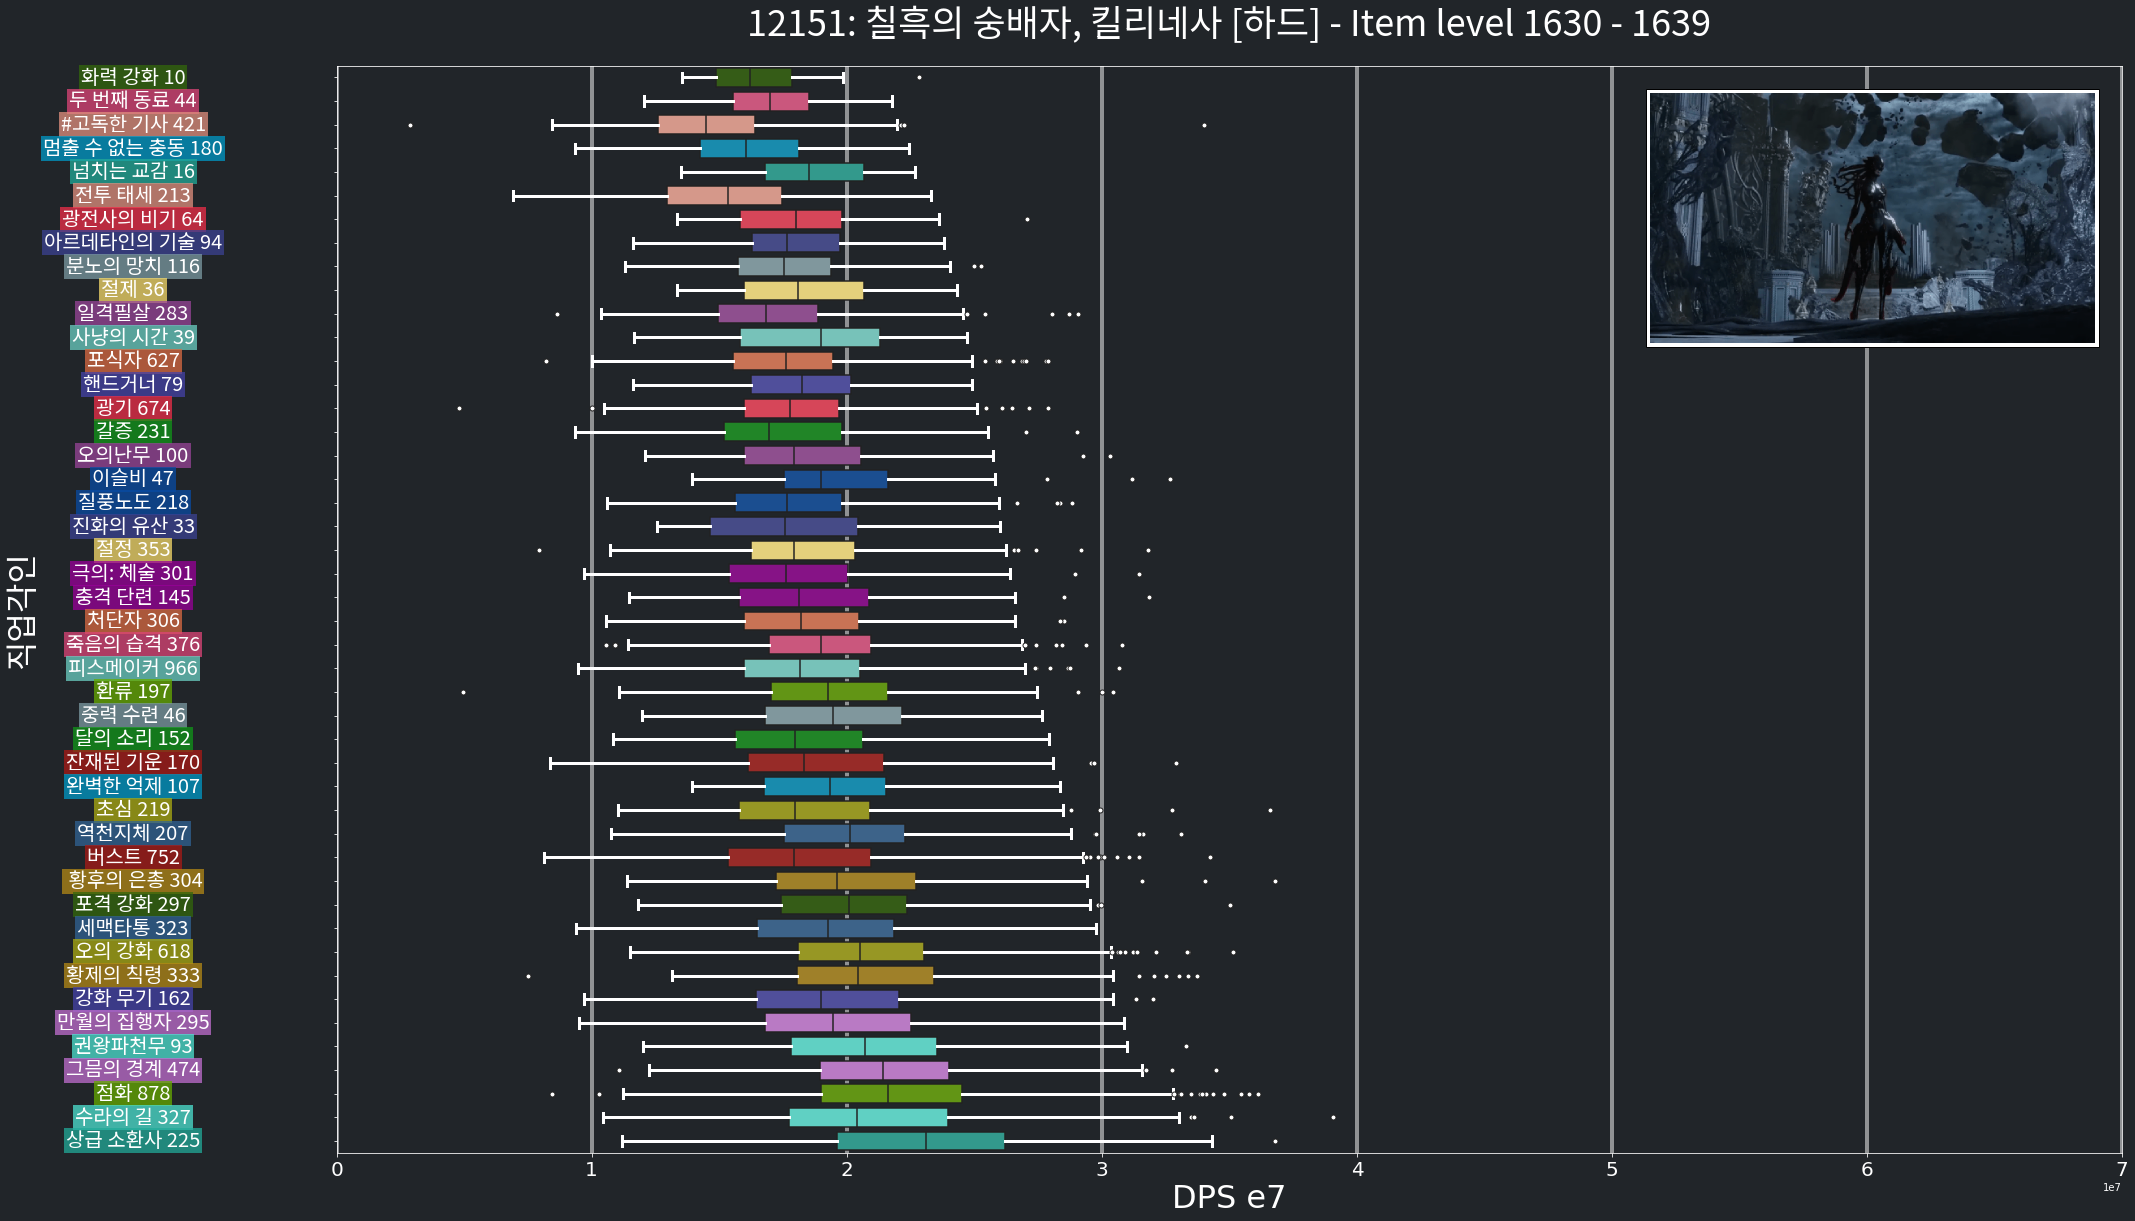 12151: 칠흑의 숭배자, 킬리네사 [하드] - Item level 1630 - 1639
화력 강화 10
두 번째 동료 44
#고독한 기사 421
멈출 수 없는 충동 180
넘치는 교감 16
전투 태세 213
광전사의 비기 64
아르데타인의 기술 94
분노의 망치 116
절제 36
일격필살 283
사냥의 시간 39
포식자 627
핸드거너 79
광기 674
갈증 231
오의난무 100
이슬비 47
질풍노도 218
진화의 유산 33
절정 353
극의: 체술 301
충격 단련 145
처단자 306
죽음의 습격 376
피스메이커 966
환류 197
중력 수련 46
달의 소리 152
잔재된 기운 170
완벽한 억제 107
초심 219
역천지체 207
버스트 752
황후의 은총 304
포격 강화 297
세맥타통 323
오의 강화 618
황제의 칙령 333
강화 무기 162
만월의 집행자 295
권왕파천무 93
그믐의 경계 474
점화 878
수라의 길 327
상급 소환사 225
직업각인
0 1 2 3 4 5 6 7
DPS e7
1e7